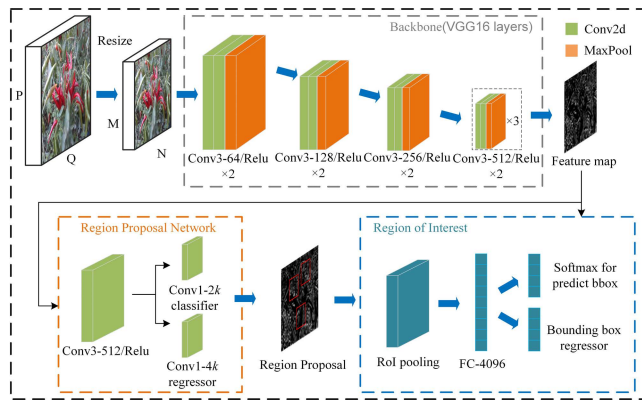 Resize
P
Q
M
N
Backbone(VGG16 layers)
Conv2d
MaxPool
×3
Conv3-64/Relu
×2
Conv3-128/Relu
×2
Conv3-256/Relu
×2
Conv3-512/Relu
×2
Feature map
Region Proposal Network
Conv3-512/Relu
Conv1-2k
classifier
Conv1-4k
regressor
Region Proposal
Region of Interest
RoI pooling
FC-4096
Softmax for
predict bbox
Bounding box
regressor